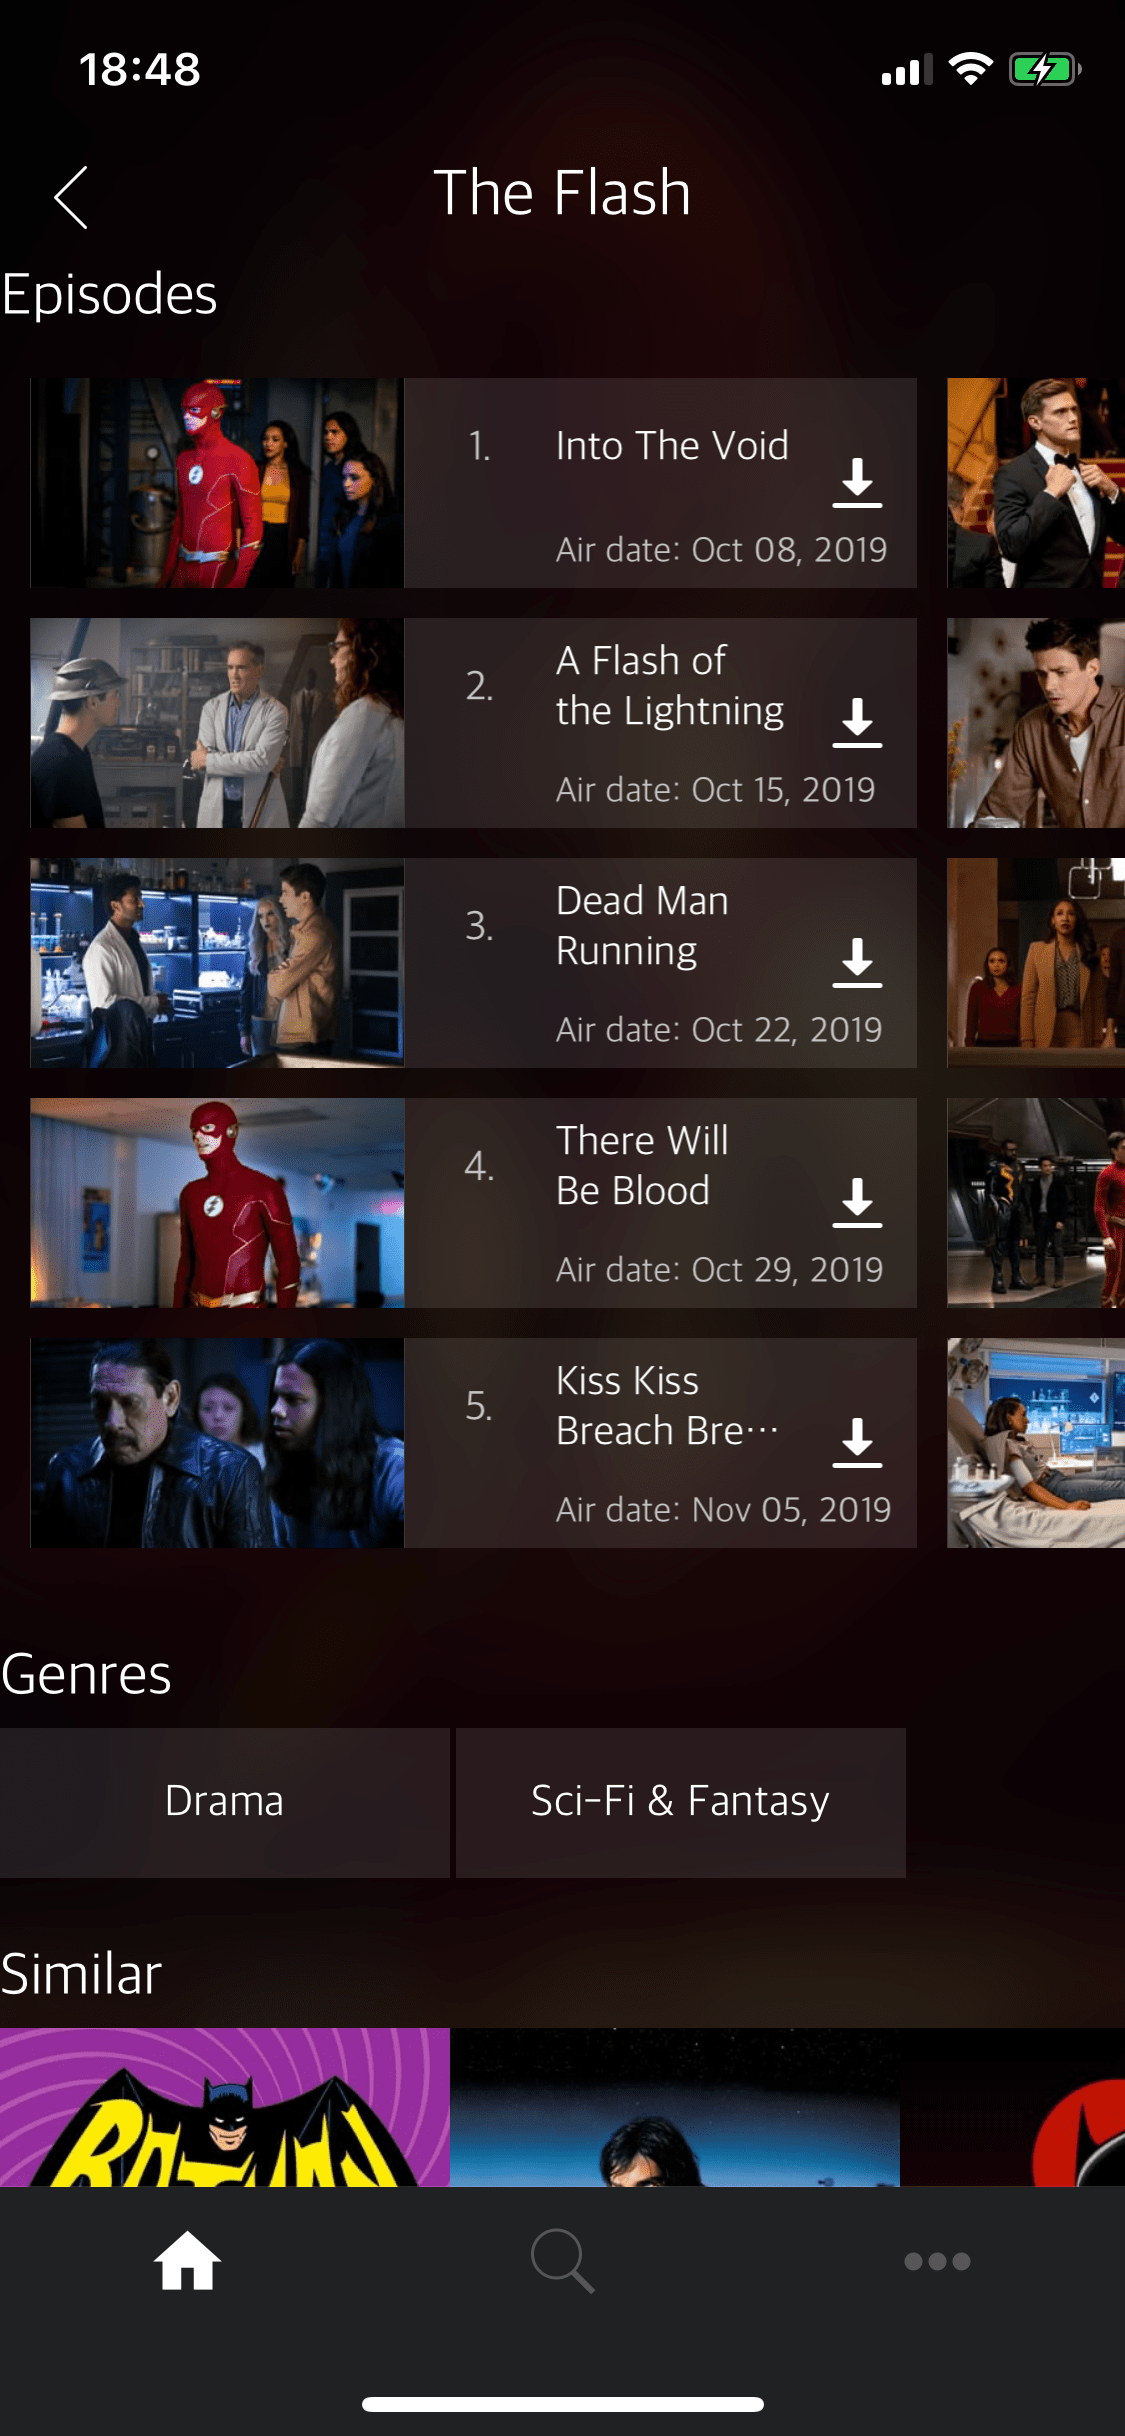 18:48
The Flash
Episodes
1.
Into The Void
Air date: Oct 08, 2019
2.
A Flash of
the Lightning
Air date: Oct 15, 2019
3.
Dead Man
Running
Air date: Oct 22, 2019
4.
There Will
Be Blood
Air date: Oct 29, 2019
5.
Kiss Kiss
Breach Bre…
Air date: Nov 05, 2019
Genres
Drama
Sci-Fi & Fantasy
Similar